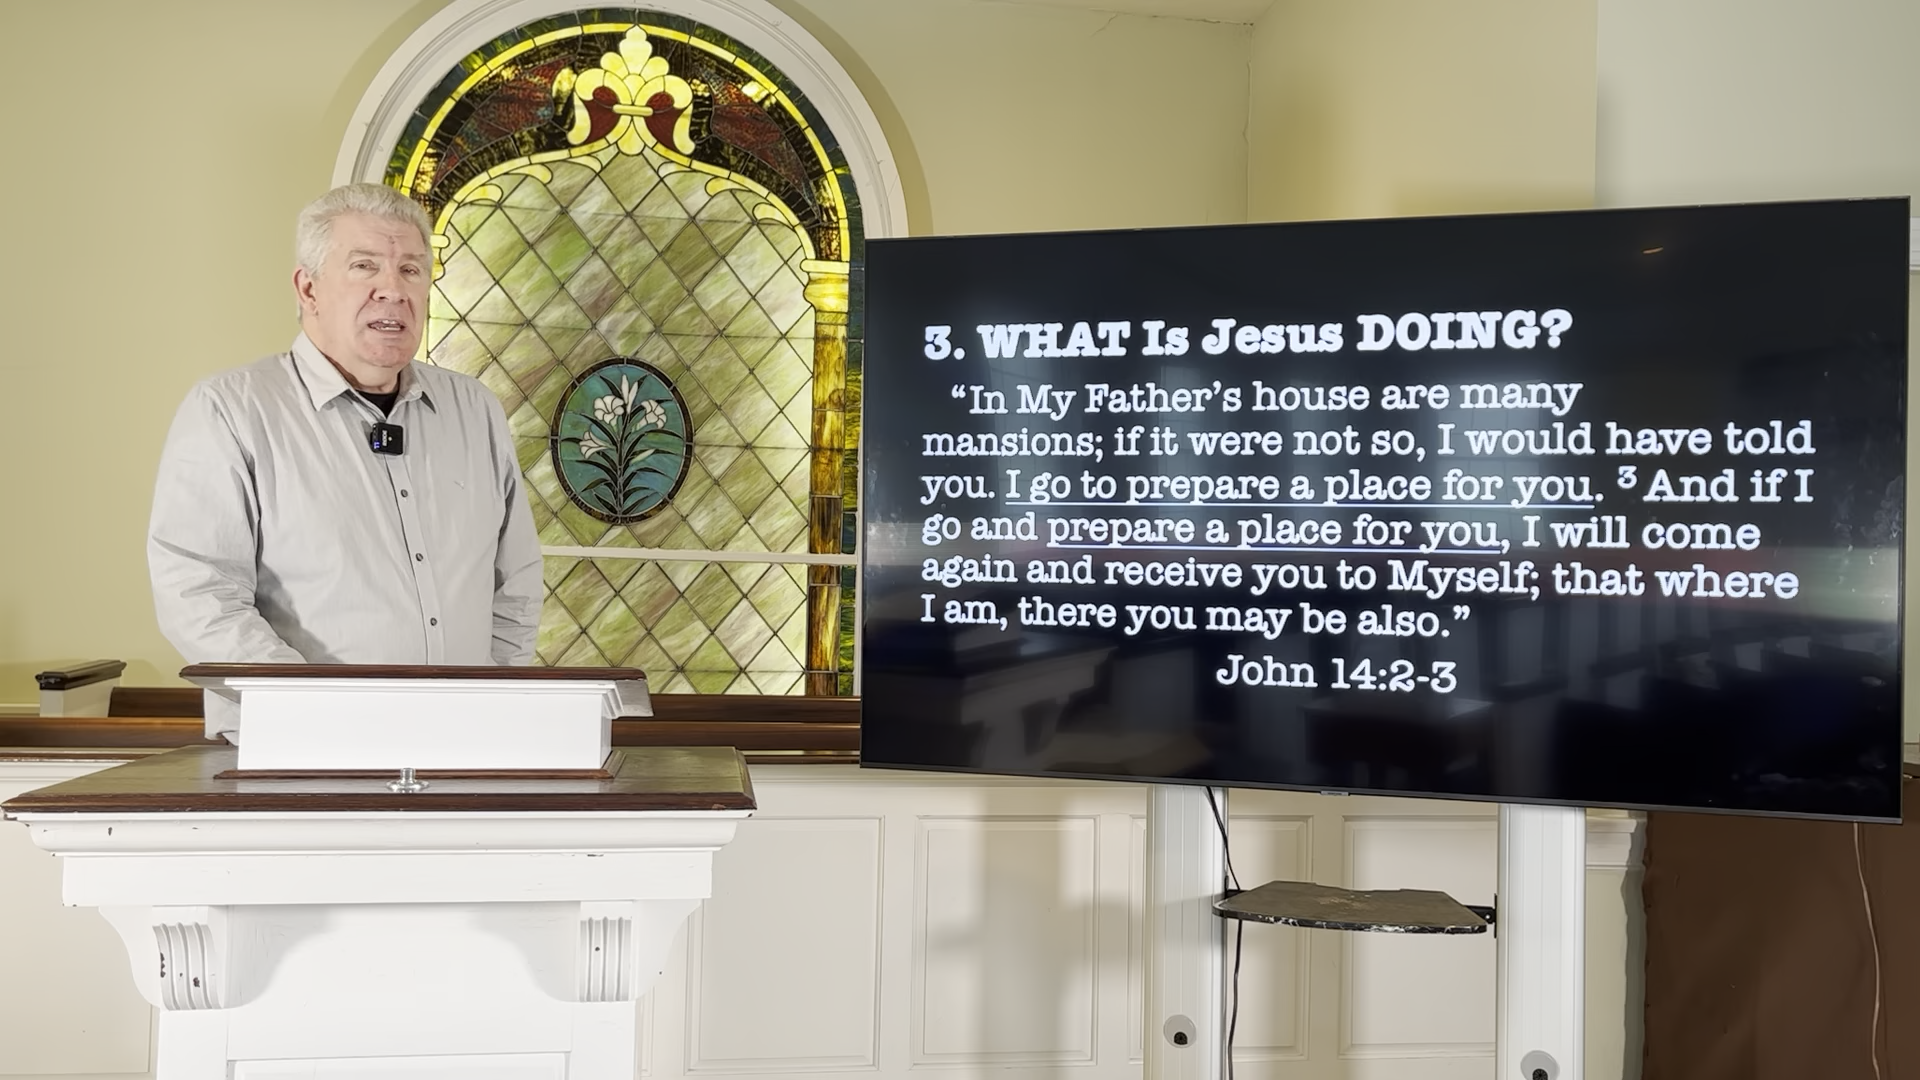 3. WHAT Is Jesus DOING?
“In My Father’s house are many
mansions; if it were not so, I would have told
you. I go to prepare a place for you. ³ And if I
go and prepare a place for you, I will come
again and receive you to Myself; that where
I am, there you may be also.”
John 14:2-3